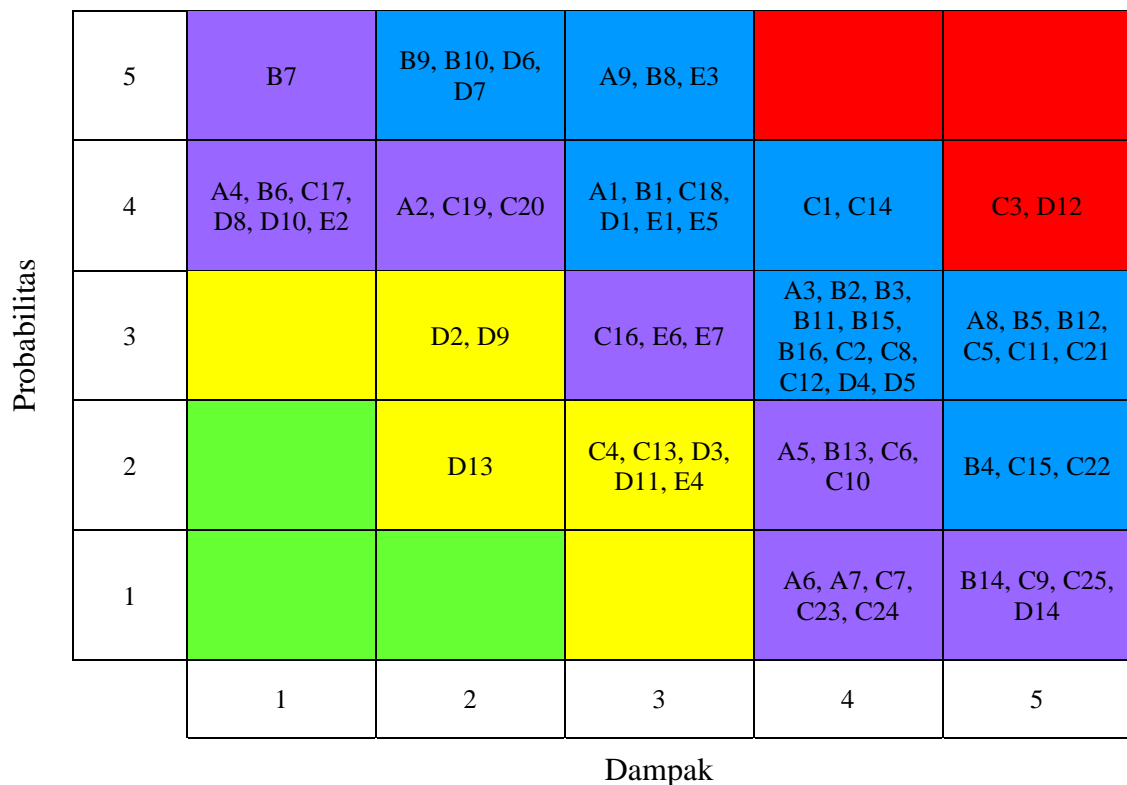 5
B7
B9, B10, D6,
D7
A9, B8, E3
4
A4, B6, C17,
D8, D10, E2
A2, C19, C20
A1, B1, C18,
D1, E1, E5
C1, C14
C3, D12
Probabilitas
3
D2, D9
C16, E6, E7
A3, B2, B3,
B11, B15,
B16, C2, C8,
C12, D4, D5
A8, B5, B12,
C5, C11, C21
2
D13
C4, C13, D3,
D11, E4
A5, B13, C6,
C10
B4, C15, C22
1
A6, A7, C7,
C23, C24
B14, C9, C25,
D14
1
2
3
4
5
Dampak